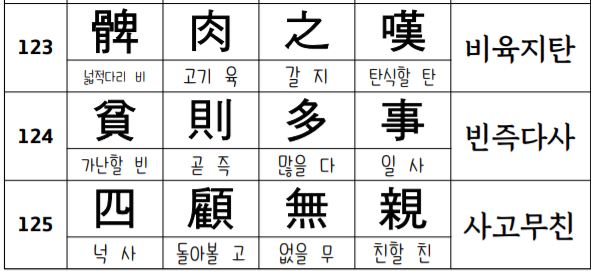 123 髀 肉 之 嘆 비육지탄
넓적다리 비 고기 육 갈 지 탄식할 탄
124 貧 則 多 事 빈즉다사
가난할 빈 곧 즉 많을 다 일 사
125 四 顧 無 親 사고무친
넉 사 돌아볼 고 없을 무 친할 친